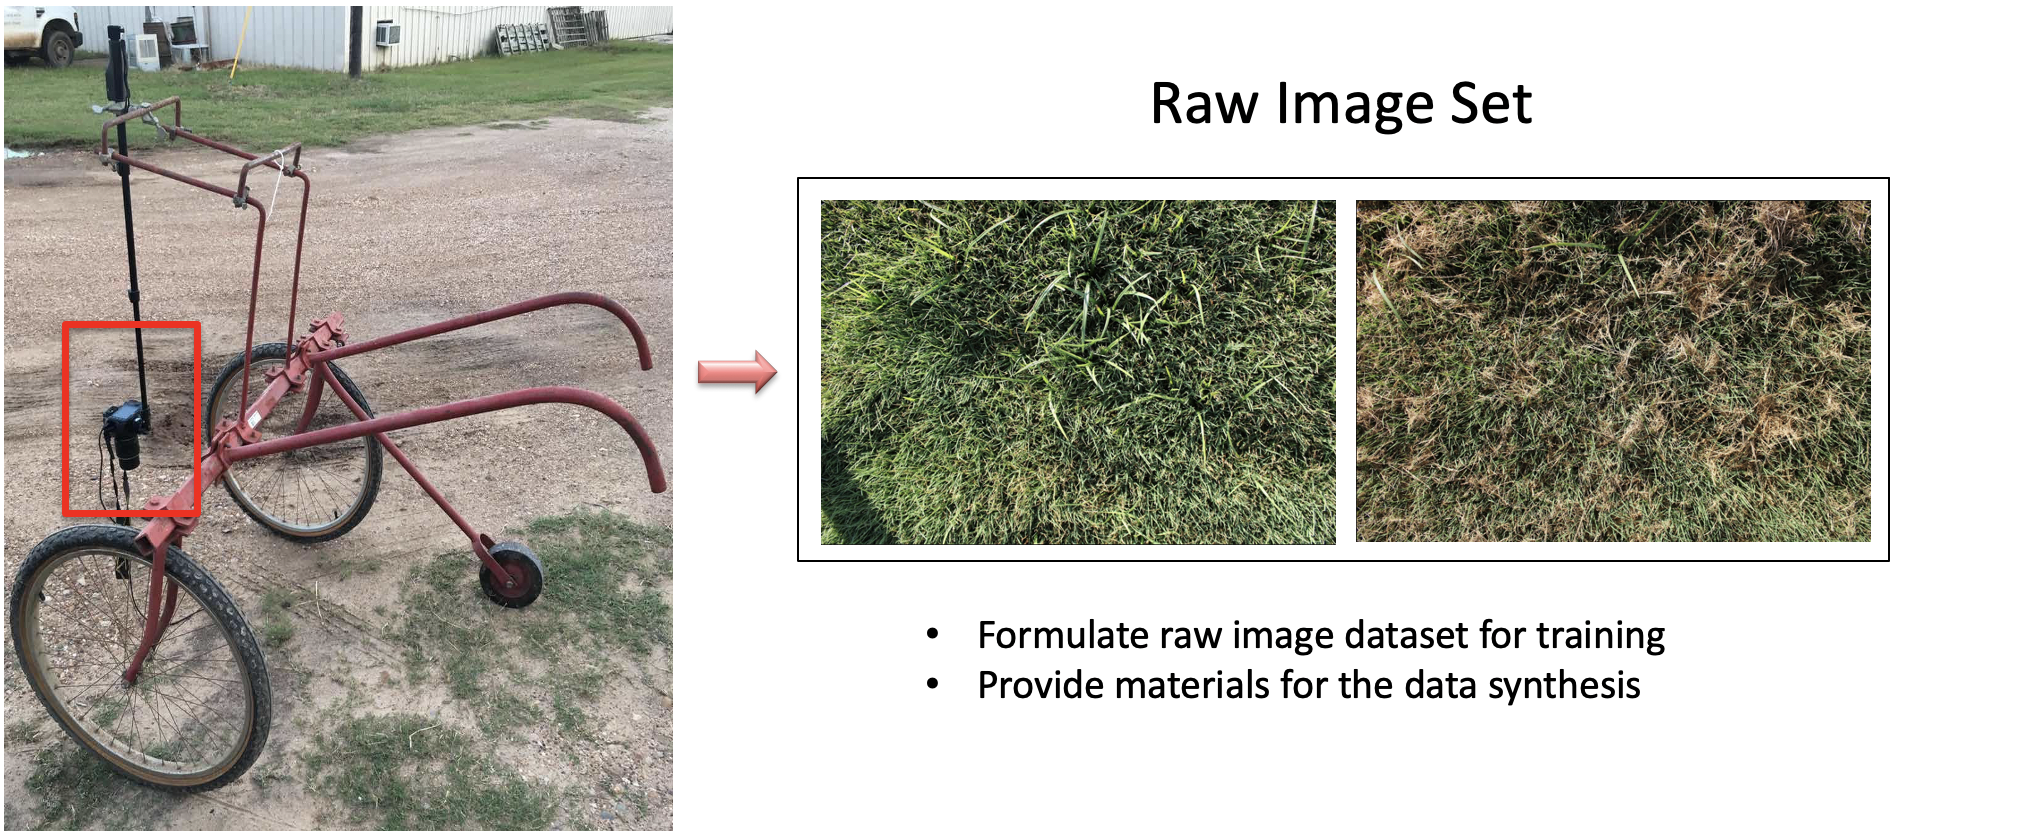 Raw Image Set
• Formulate raw image dataset for training
• Provide materials for the data synthesis